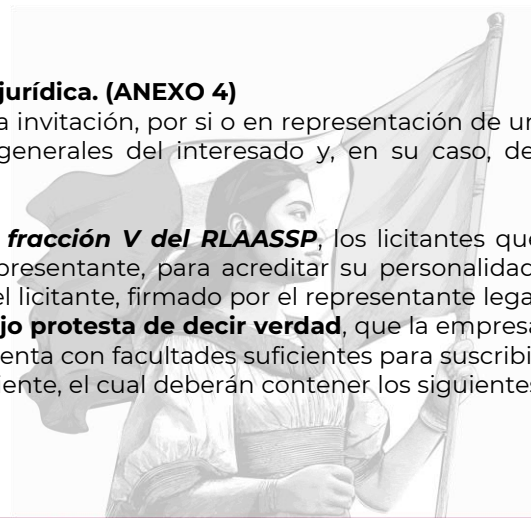 jurídica. (ANEXO 4)
a invitación, por si o en representación de un
generales del interesado y, en su caso, de
fracción V del RLAASSP, los licitantes que
presentante, para acreditar su personalidad
el licitante, firmado por el representante lega
jo protesta de decir verdad, que la empresa
enta con facultades suficientes para suscribi
iente, el cual deberán contener los siguientes